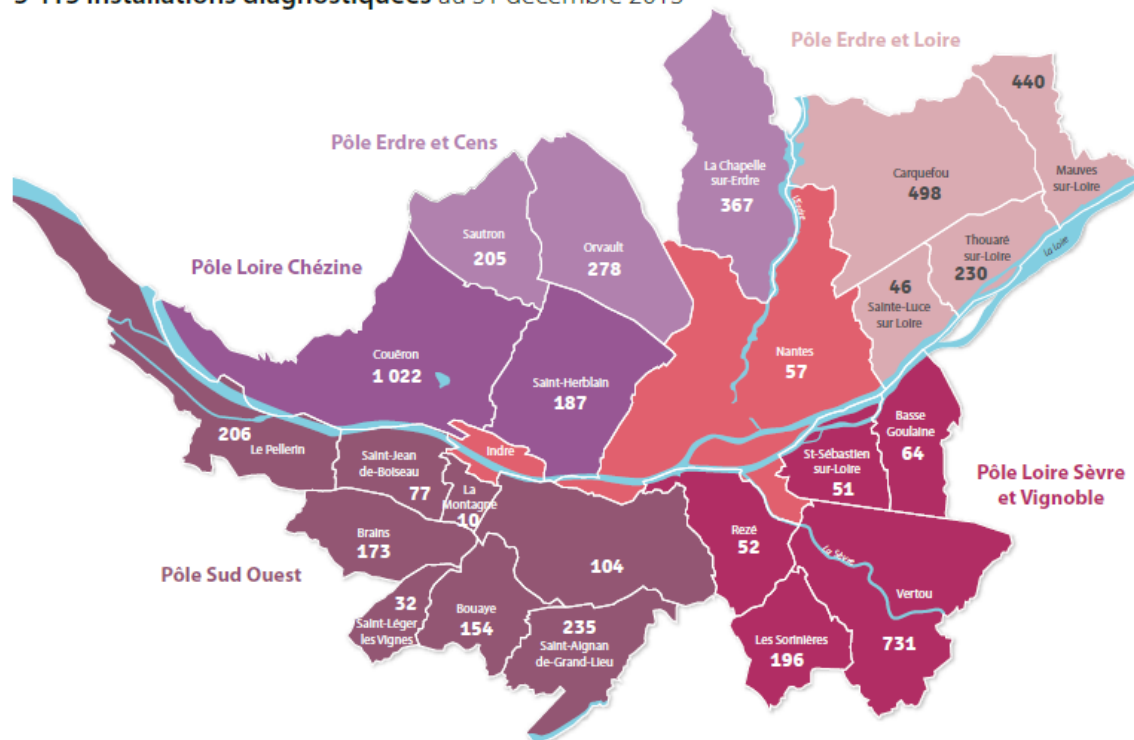 5 415 installations diagnostiquées au 31 décembre
Pôle Erdre et Loire
440
Pôle Erdre et Cens
La Chapelle
sur-Erdre
367
L'Erdre
Carquefou
498
Mauves
sur-Loire
Sautron
205
Orvault
278
Thouaré
sur-Loire
230
La Loire
Pôle Loire Chézine
46
Sainte-Luce
sur Loire
Couëron
1 022
Saint-Herblain
187
Nantes
57
Basse
Goulaine
64
206
Le Pellerin
Saint-Jean
de-Boiseau
77
Indre
St-Sébastien
sur-Loire
51
Pôle Loire Sèvre
et Vignoble
La
Montagne
10
Brains
173
Rezé
52
La Sèvre
Pôle Sud Ouest
104
Vertou
731
32
Saint-Léger
les Vignes
Bouaye
154
235
Saint-Aignan
de-Grand-Lieu
Les Sorinières
196